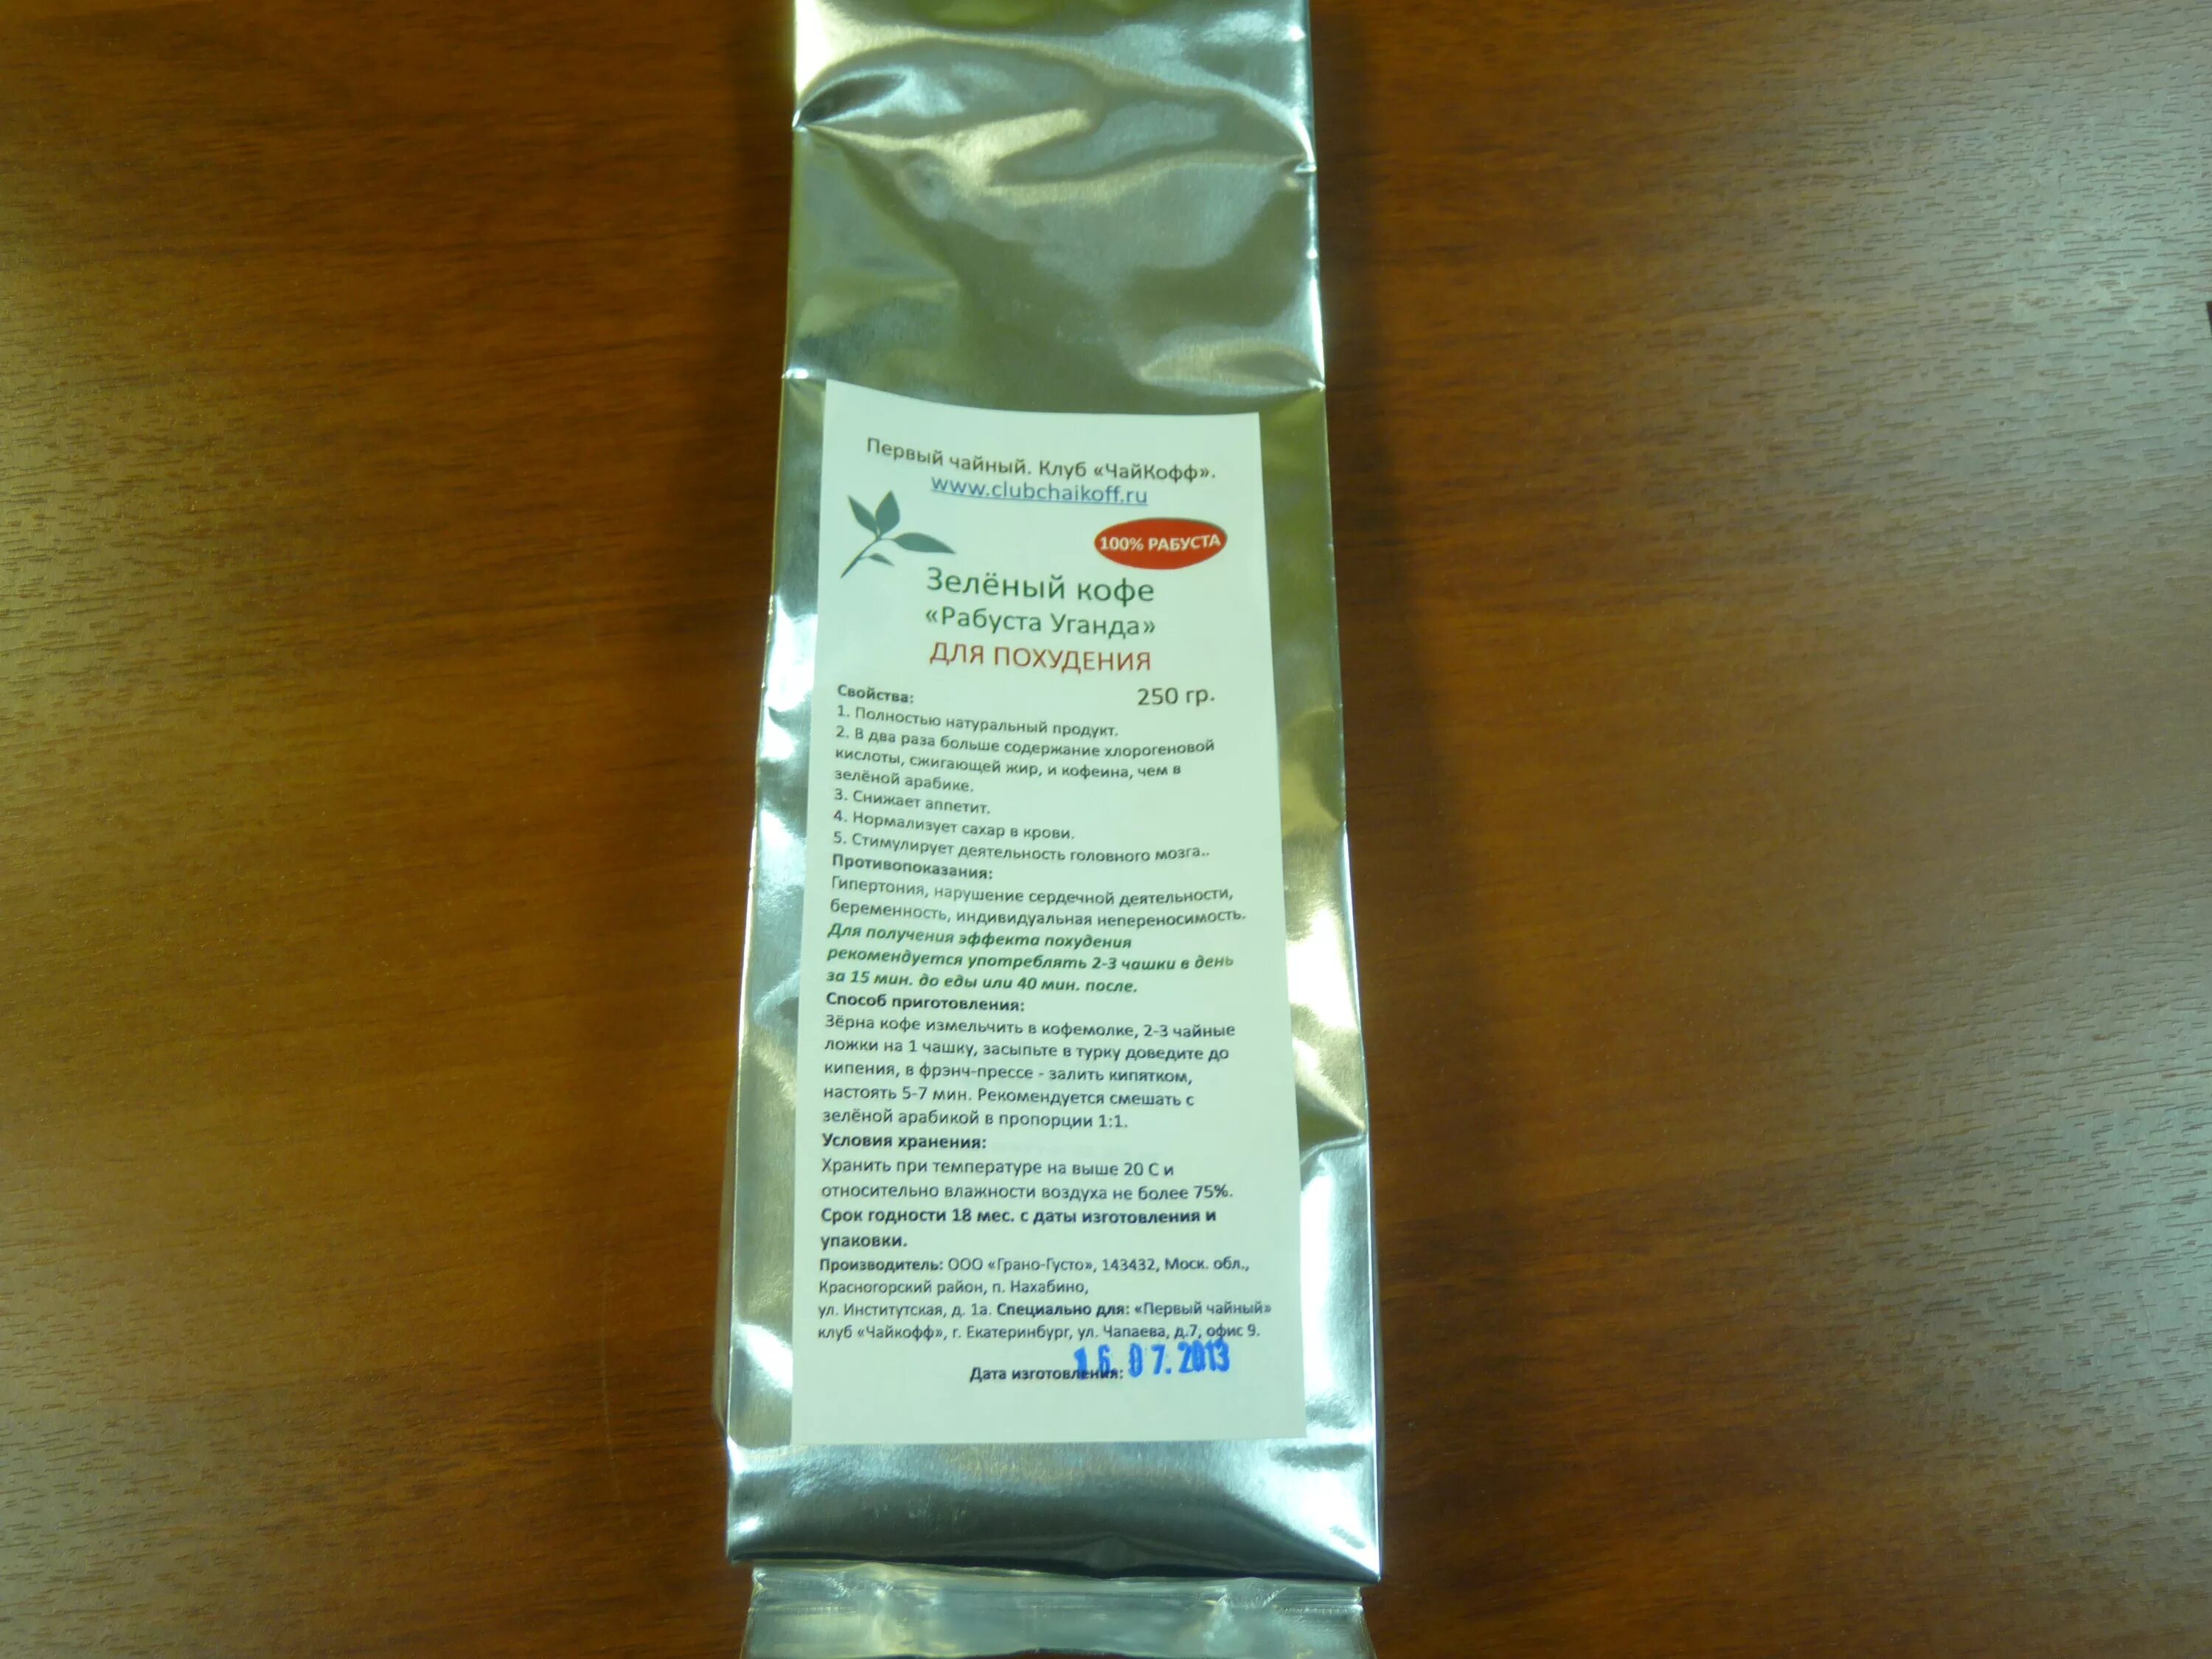 Первый чайный. Клуб «ЧайКофф».
www.clubchaikoff.ru
100% РАБУСТА
Зелёный кофе
«Рабуста Уганда»
ДЛЯ ПОХУДЕНИЯ
250 гр.
Свойства:
1. Полностью натуральный продукт.
2. В два раза больше содержание хлорогеновой
кислоты, сжигающей жир, и кофеина, чем в
зелёной арабике.
3. Снижает аппетит.
4. Нормализует сахар в крови.
5. Стимулирует деятельность головного мозга..
Противопоказания:
Гипертония, нарушение сердечной деятельности,
беременность, индивидуальная непереносимость.
Для получения эффекта похудения
рекомендуется употреблять 2-3 чашки в день
за 15 мин. до еды или 40 мин. после.
Способ приготовления:
Зёрна кофе измельчить в кофемолке, 2-3 чайные
ложки на 1 чашку, засыпьте в турку доведите до
кипения, в фрэнч-прессе - залить кипятком,
настоять 5-7 мин. Рекомендуется смешать с
зелёной арабикой в пропорции 1:1.
Условия хранения:
Хранить при температуре на выше 20 С и
относительно влажности воздуха не более 75%.
Срок годности 18 мес. с даты изготовления и
упаковки.
Производитель: ООО «Грано-Густо», 143432, Моск. обл.,
Красногорский район, п. Нахабино,
ул. Институтская, д. 1а. Специально для: «Первый чайный»
клуб «Чайкофф», г. Екатеринбург, ул. Чапаева, д.7, офис 9.
Дата изготовления: 16.07.2013